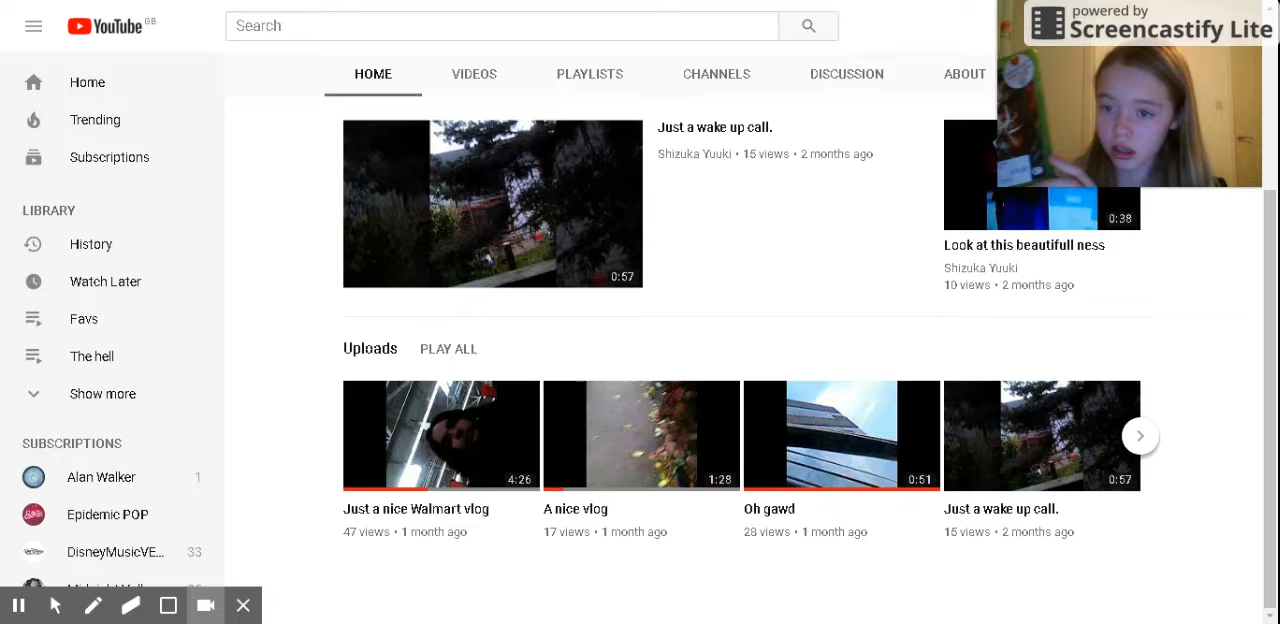 YouTube GB
Search
powered by
Screencastify Lite
HOME VIDEOS PLAYLISTS CHANNELS DISCUSSION ABOUT
Home
Trending
Subscriptions
LIBRARY
History
Watch Later
Favs
The hell
Show more
SUBSCRIPTIONS
Alan Walker 1
Epidemic POP
DisneyMusicVE... 33
0:57
Just a wake up call.
Shizuka Yuuki • 15 views • 2 months ago
0:38
Look at this beautifull ness
Shizuka Yuuki
10 views • 2 months ago
Uploads PLAY ALL
4:26
Just a nice Walmart vlog
47 views • 1 month ago
1:28
A nice vlog
17 views • 1 month ago
0:51
Oh gawd
28 views • 1 month ago
0:57
Just a wake up call.
15 views • 2 months ago